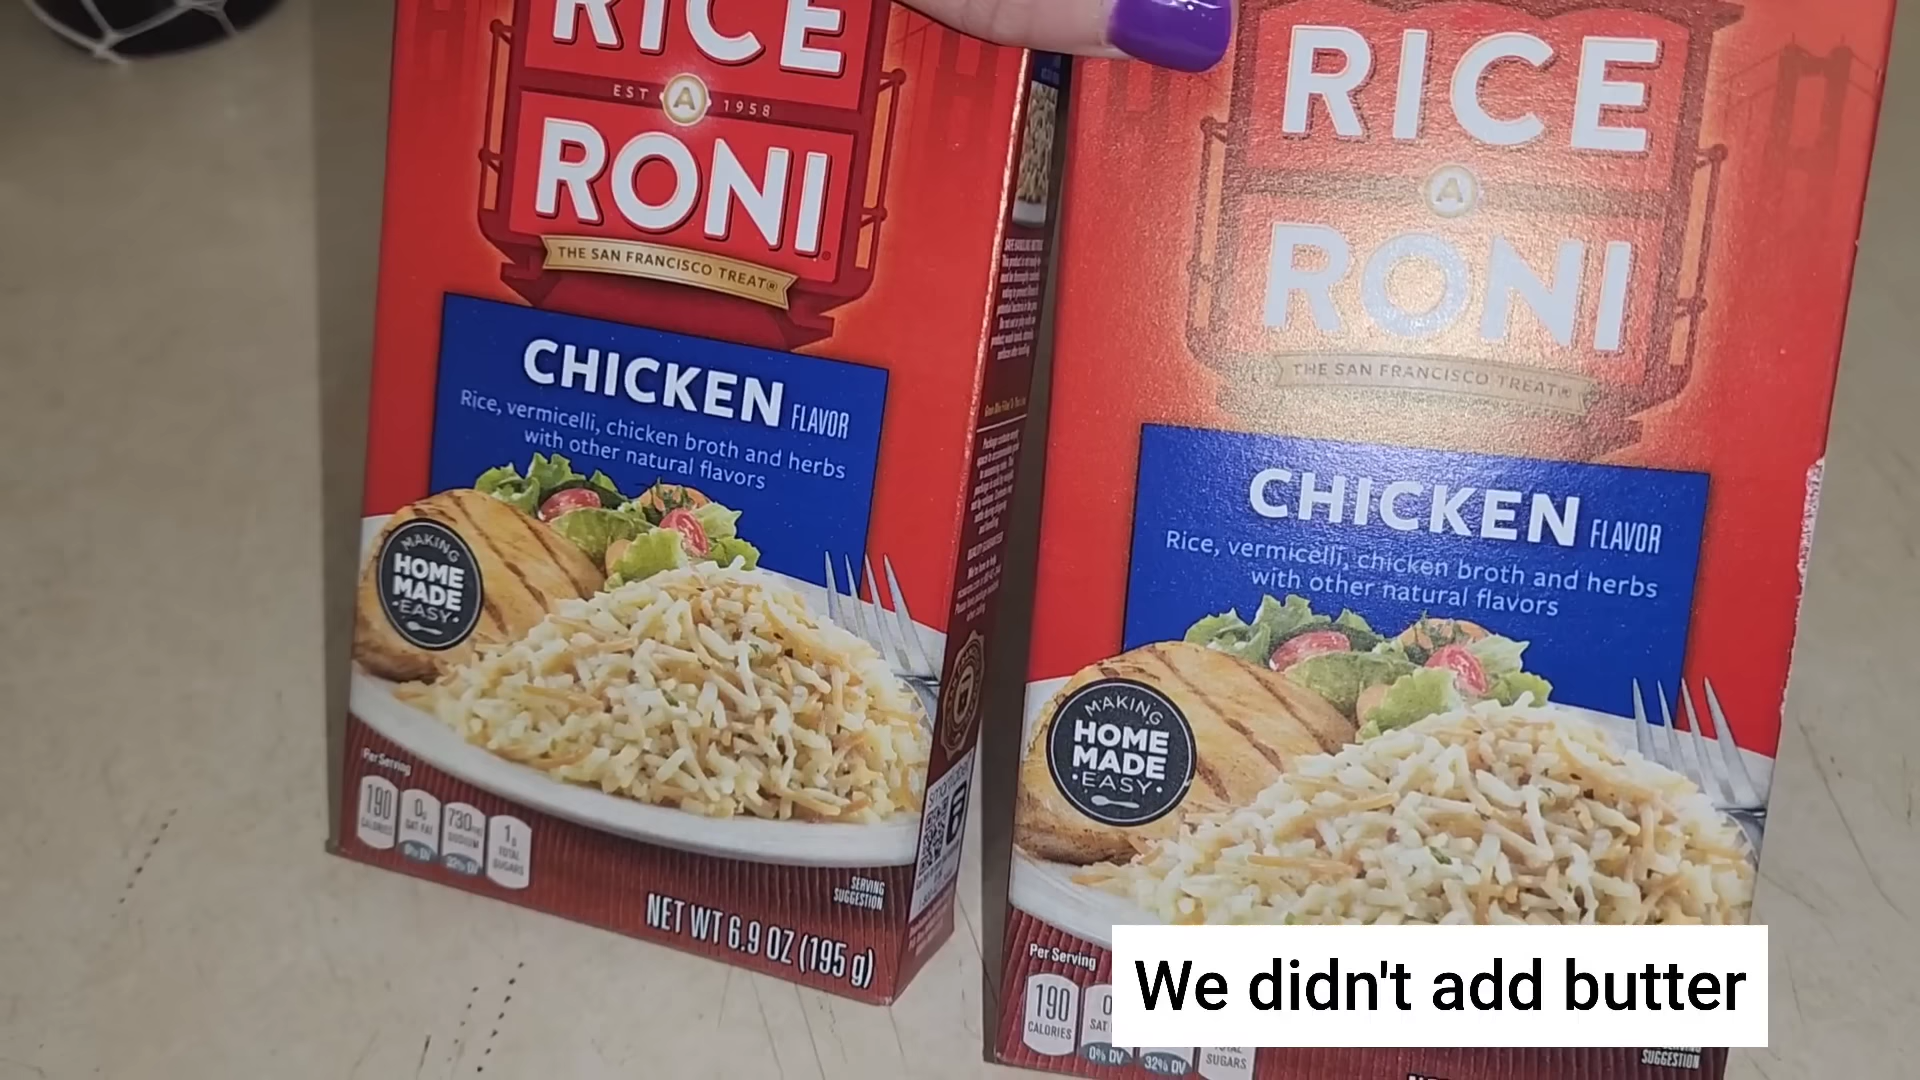 RICE
EST A 1958
RONI
THE SAN FRANCISCO TREAT®
CHICKEN FLAVOR
Rice, vermicelli, chicken broth and herbs
with other natural flavors
MAKING
HOME
MADE
•EASY•
Per Serving
190
CALORIES
0g
SAT FAT
0% DV
730mg
SODIUM
32% DV
1g
TOTAL
SUGARS
SERVING
SUGGESTION
NET WT 6.9 OZ (195 g)
smartlabel
RICE
A
RONI
THE SAN FRANCISCO TREAT®
CHICKEN FLAVOR
Rice, vermicelli, chicken broth and herbs
with other natural flavors
MAKING
HOME
MADE
•EASY•
Per Serving
190
CALORIES
0
SAT
0% DV
32% DV
TOTAL
SUGARS
SUGGESTION
We didn't add butter